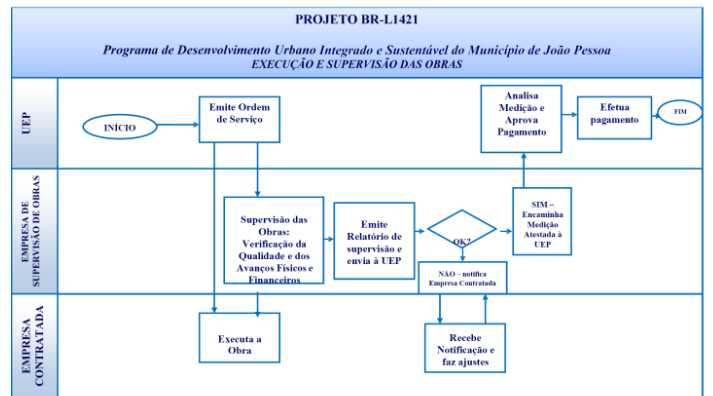 PROJETO BR-L1421
Programa de Desenvolvimento Urbano Integrado e Sustentável do Município de João Pessoa
EXECUÇÃO E SUPERVISÃO DAS OBRAS
UEP
INÍCIO
Emite Ordem
de Serviço
Analisa
Medição e
Aprova
Pagamento
Efetua
pagamento
FIM
EMPRESA DE
SUPERVISÃO DE OBRAS
Supervisão das
Obras:
Verificação da
Qualidade e dos
Avanços Físicos e
Financeiros
Emite
Relatório de
supervisão e
envia à UEP
OK?
SIM –
Encaminha
Medição
Atestada à
UEP
NÃO – notifica
Empresa Contratada
EMPRESA
CONTRATADA
Executa a
Obra
Recebe
Notificação e
faz ajustes